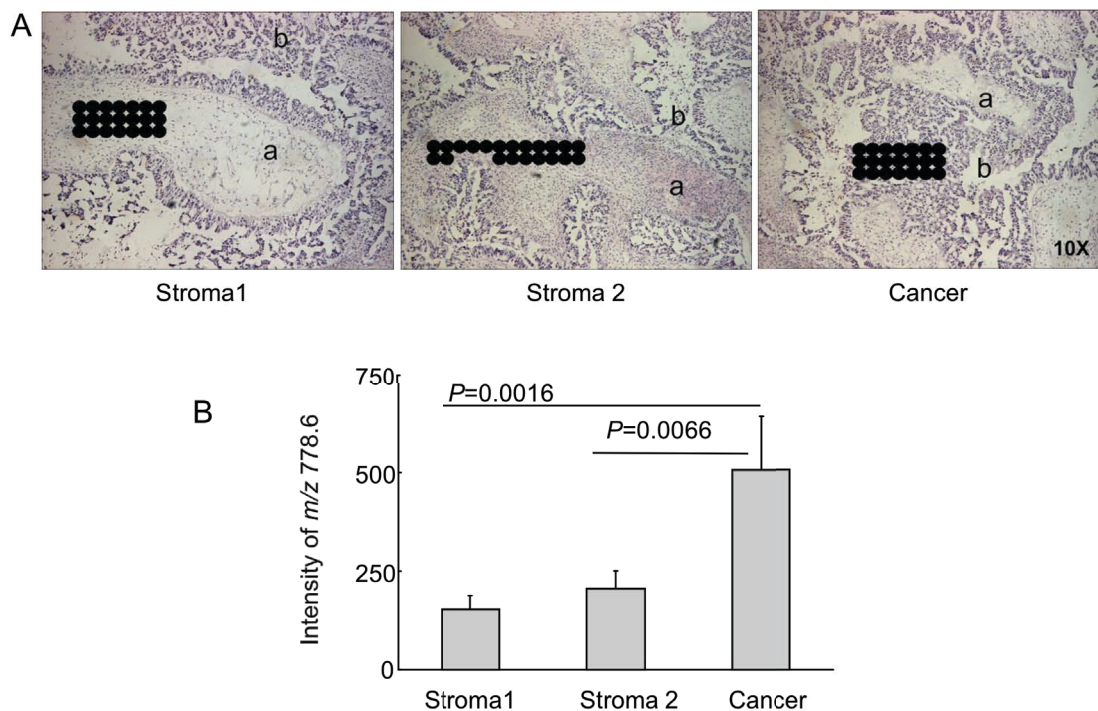 A
b
a
Stroma1
b
a
Stroma 2
a
b
10X
Cancer
B
Intensity of m/z 778.6
750
500
250
0
P=0.0016
P=0.0066
Stroma1
Stroma 2
Cancer